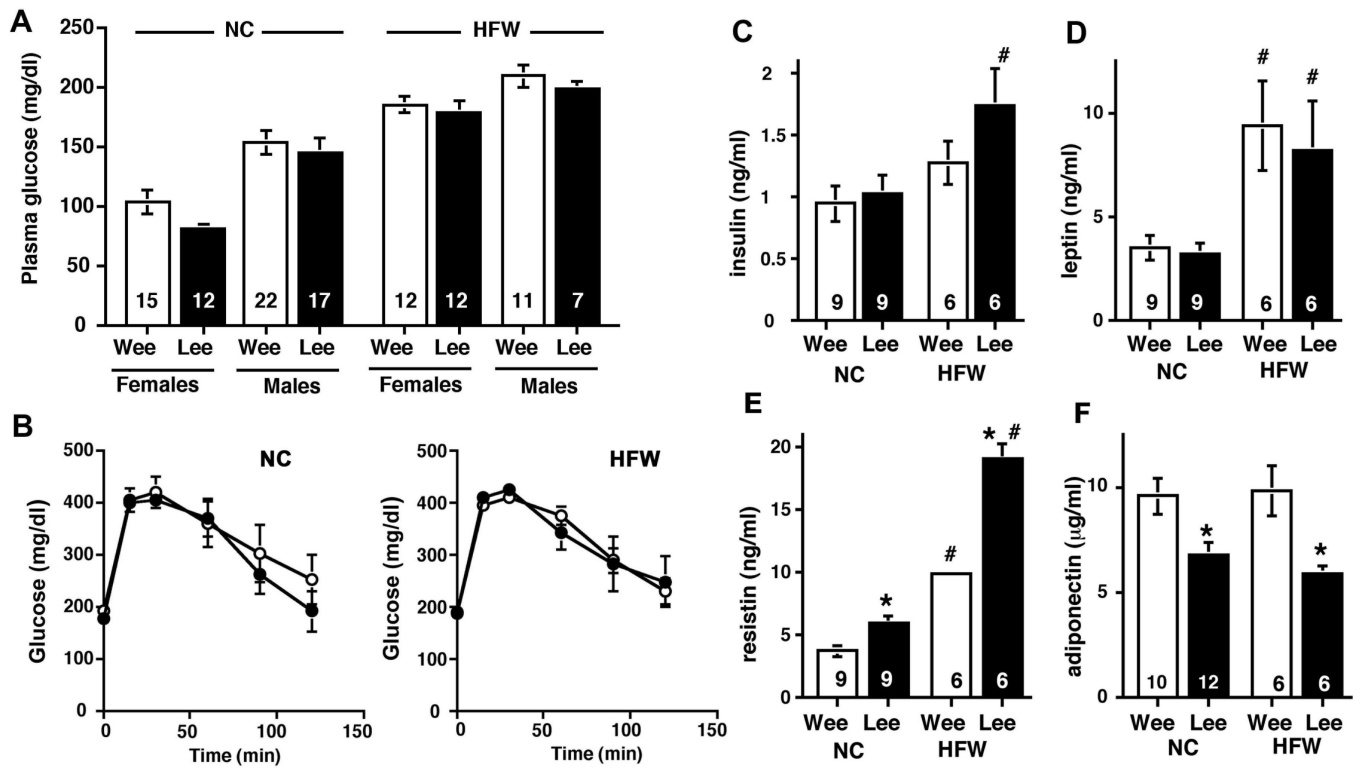 A
NC HFW
Plasma glucose (mg/dl)
250
200
150
100
50
0
15 12 22 17 12 12 11 7
Wee Lee Wee Lee Wee Lee Wee Lee
Females Males Females Males
B
NC
Glucose (mg/dl)
500
400
300
200
100
0
0 50 100 150
Time (min)
HFW
Glucose (mg/dl)
500
400
300
200
100
0
0 50 100 150
Time (min)
C
#
insulin (ng/ml)
2
1.5
1
0.5
0
9 9 6 6
Wee Lee Wee Lee
NC HFW
D
# #
leptin (ng/ml)
10
5
0
9 9 6 6
Wee Lee Wee Lee
NC HFW
E
* #
#
*
resistin (ng/ml)
20
15
10
5
0
9 9 6 6
Wee Lee Wee Lee
NC HFW
F
* *
adiponectin (μg/ml)
10
5
0
10 12 6 6
Wee Lee Wee Lee
NC HFW